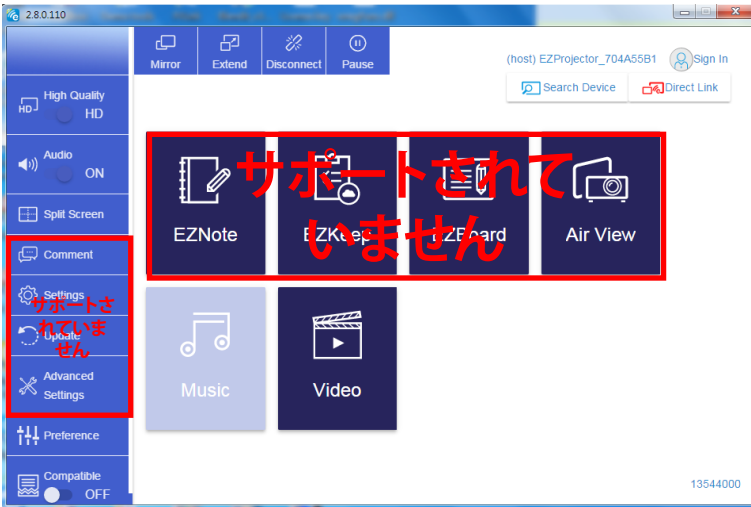 2.8.0.110
Mirror
Extend
Disconnect
Pause
(host) EZProjector_704A55B1
Sign In
Search Device
Direct Link
High Quality
HD
HD
Audio
ON
Split Screen
Comment
Settings
Update
Advanced
Settings
サポートさ
れていま
せん
Preference
Compatible
OFF
EZNote
EZKeep
EZBoard
Air View
サポートされて
いません
Music
Video
13544000